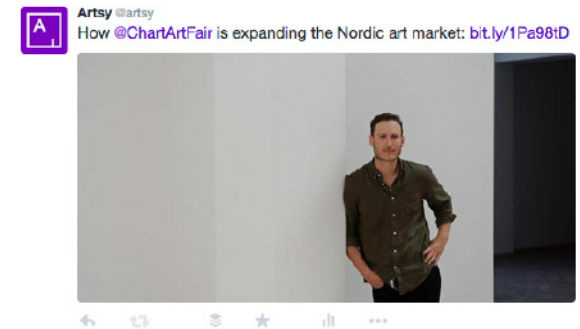 A
Artsy @artsy
How @ChartArtFair is expanding the Nordic art market: bit.ly/1Pa98tD